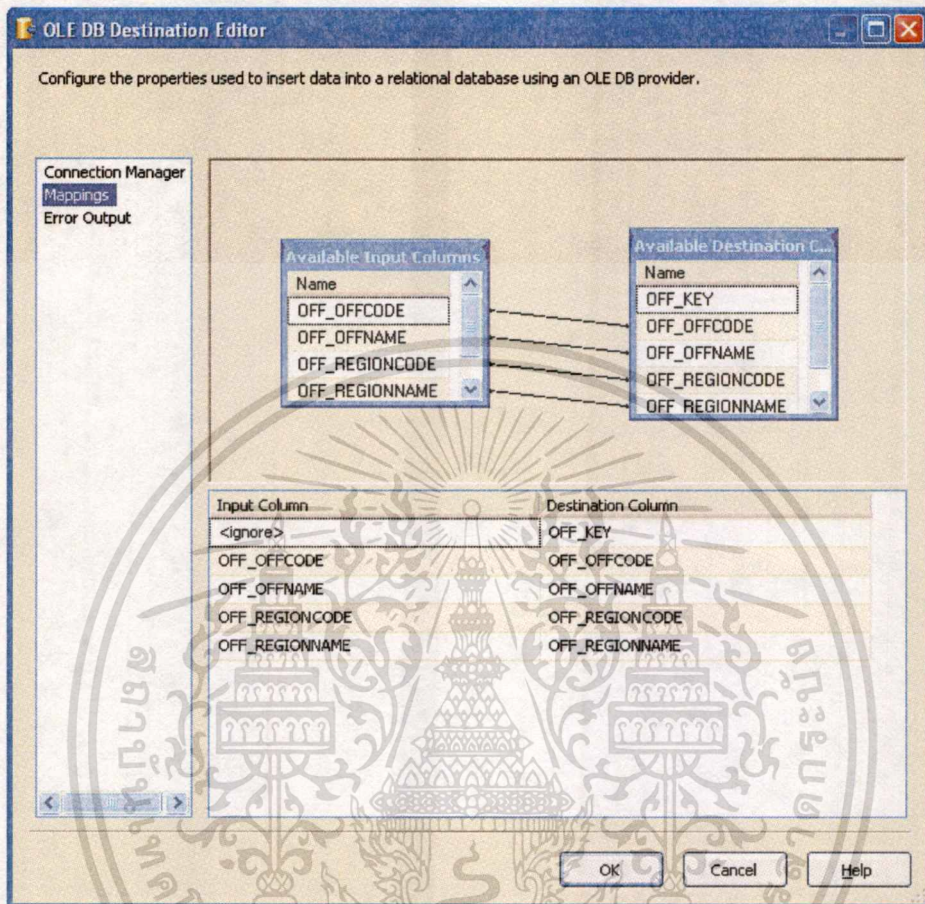 OLE DB Destination Editor
Configure the properties used to insert data into a relational database using an OLE DB provider.
Connection Manager
Mappings
Error Output
Available Input Columns
Name
OFF_OFFCODE
OFF_OFFNAME
OFF_REGIONCODE
OFF_REGIONNAME
Available Destination C...
Name
OFF_KEY
OFF_OFFCODE
OFF_OFFNAME
OFF_REGIONCODE
OFF_REGIONNAME
Input Column Destination Column
<ignore> OFF_KEY
OFF_OFFCODE OFF_OFFCODE
OFF_OFFNAME OFF_OFFNAME
OFF_REGIONCODE OFF_REGIONCODE
OFF_REGIONNAME OFF_REGIONNAME
OK Cancel Help